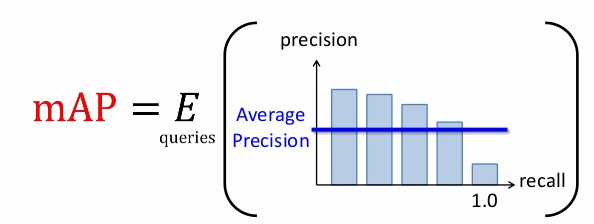 precision
mAP = E
queries
Average
Precision
recall
1.0